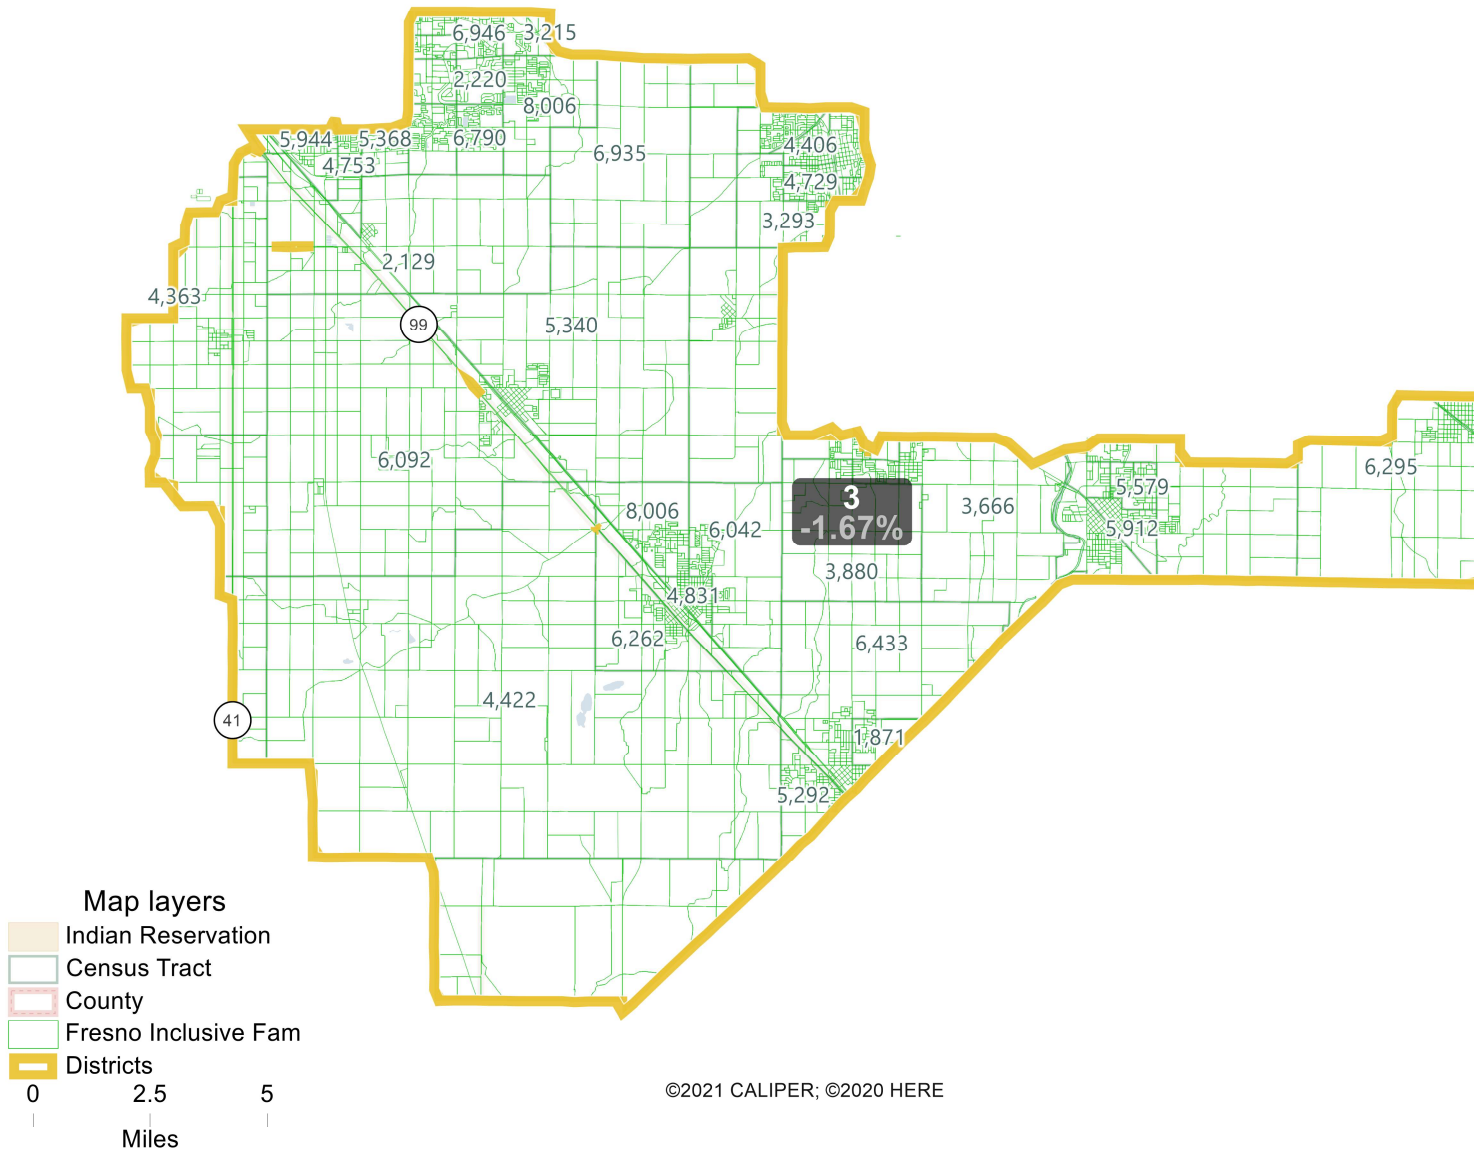 6,946 3,215
2,220
8,006
5,944 5,368 6,790
4,753
6,935
4,406
4,729
3,293
2,129
4,363
99
5,340
6,092
6,295
5,579
3
-1.67%
3,666
8,006
6,042
5,912
3,880
4,831
6,262
6,433
4,422
41
1,871
5,292
Map layers
Indian Reservation
Census Tract
County
Fresno Inclusive Fam
Districts
0 2.5 5
Miles
©2021 CALIPER; ©2020 HERE